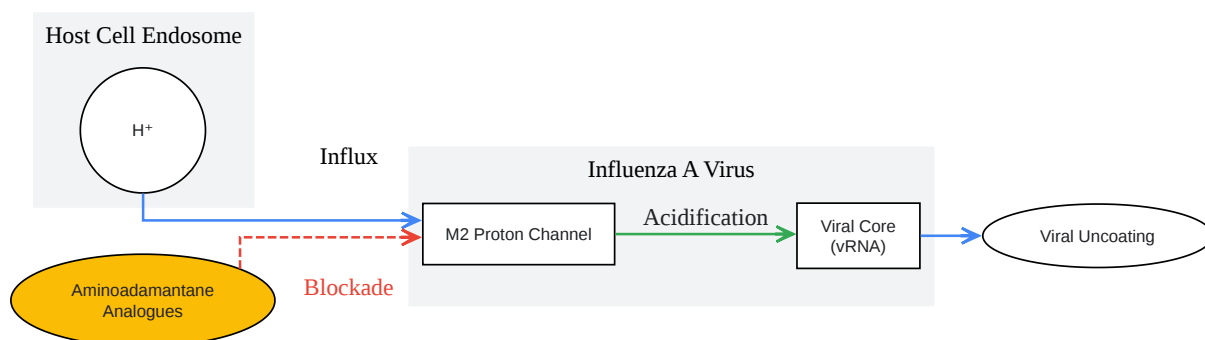 Host Cell Endosome
H⁺
Influx
Influenza A Virus
Acidification
M2 Proton Channel
Viral Core
(vRNA)
Viral Uncoating
Aminoadamantane
Analogues
Blockade